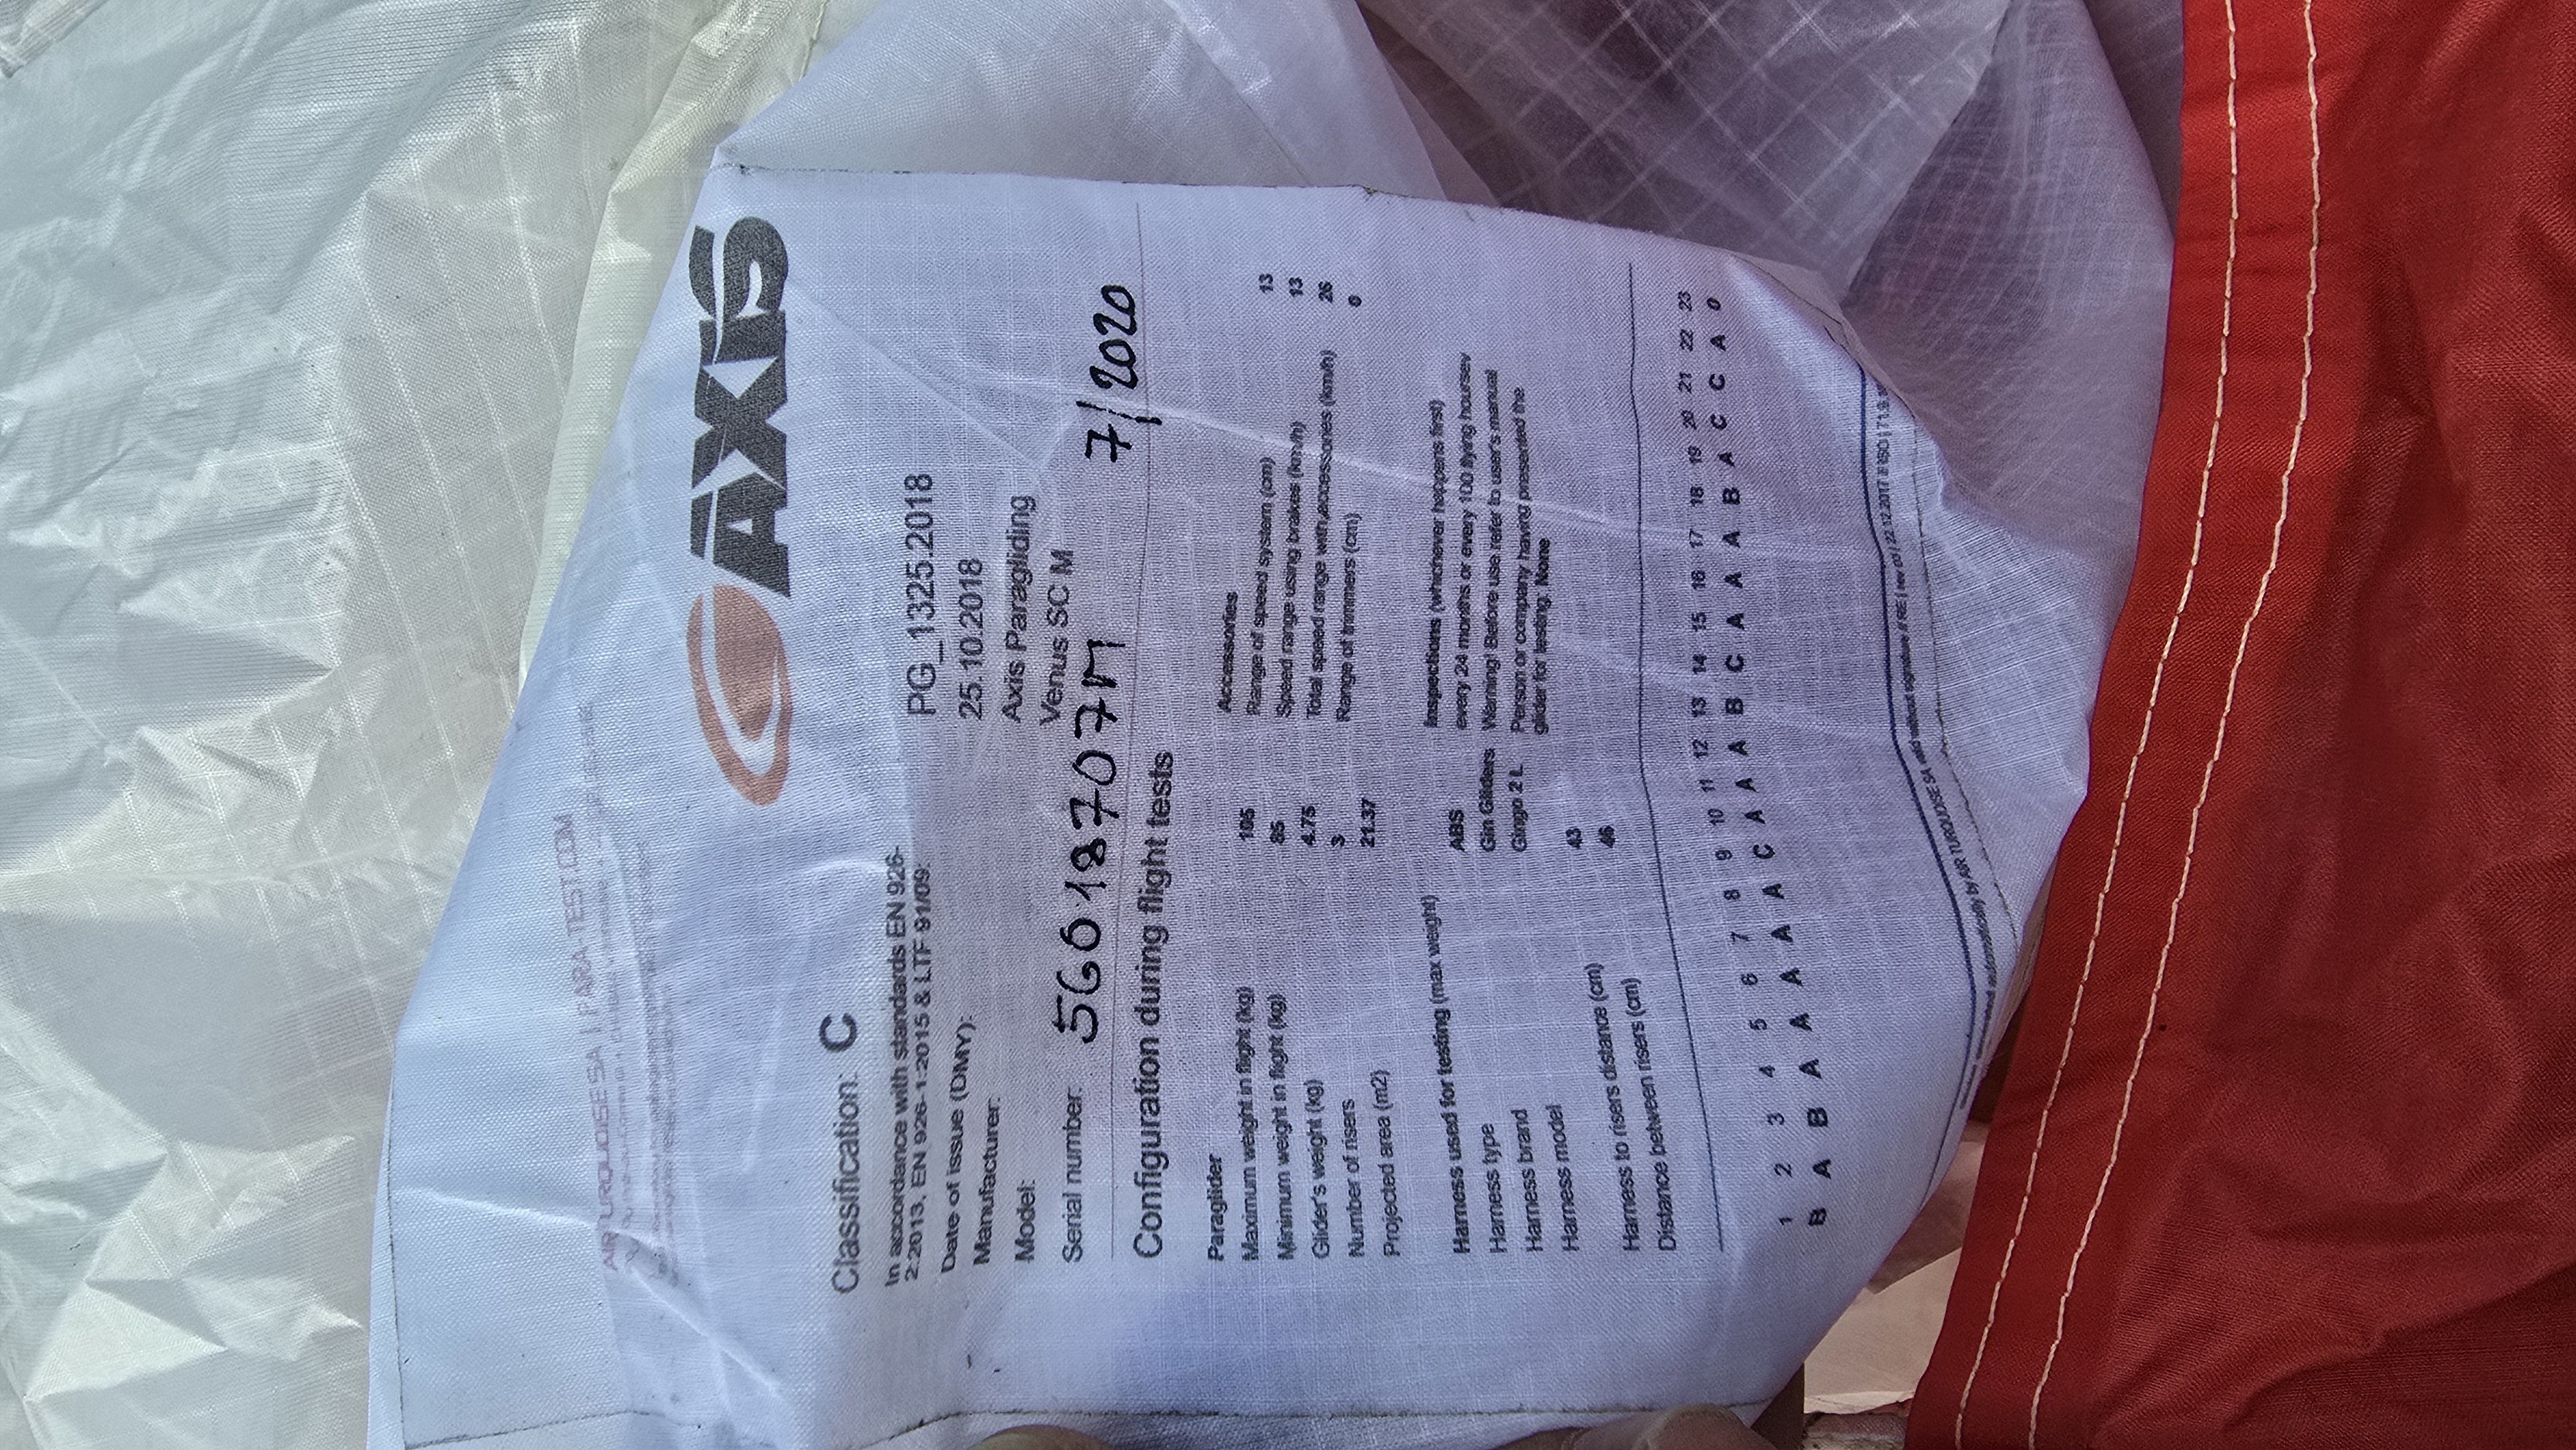 AIR TURQUOISE SA | PARA-TEST.COM
AXIS
Classification: C
In accordance with standards EN 926-
2:2013, EN 926-1:2015 & LTF 91/09:
PG_1325.2018
Date of issue (DMY): 25.10.2018
Manufacturer: Axis Paragliding
Model: Venus SC M
Serial number: 56018707M 7/2020
Configuration during flight tests
Paraglider
Maximum weight in flight (kg) 105
Minimum weight in flight (kg) 85
Glider's weight (kg) 4.75
Number of risers 3
Projected area (m2) 21.37
Accessories
Range of speed system (cm) 13
Speed range using brakes (km/h) 13
Total speed range with accessories (km/h) 26
Range of trimmers (cm) 0
Harness used for testing (max weight)
Harness type ABS
Harness brand Gin Gliders
Harness model Gingo 2 L
Harness to risers distance (cm) 43
Distance between risers (cm) 46
Inspections (whichever happens first)
every 24 months or every 100 flying hours
Warning! Before use refer to user's manual
Person or company having presented the
glider for testing: None
1 2 3 4 5 6 7 8 9 10 11 12 13 14 15 16 17 18 19 20 21 22 23
B A B A A A A A C A A A B C A A A B A C C A 0